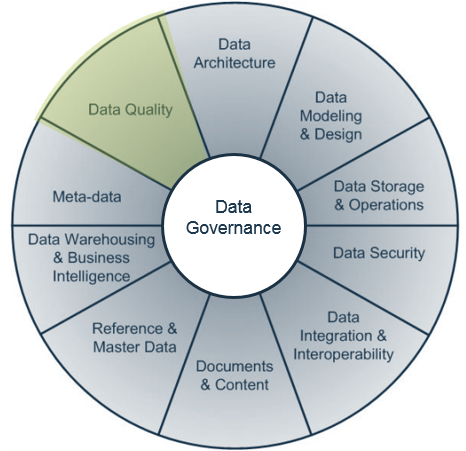 Data
Architecture
Data
Modeling
& Design
Data Storage
& Operations
Data Security
Data
Integration &
Interoperability
Documents
& Content
Reference &
Master Data
Data Warehousing
& Business
Intelligence
Meta-data
Data Quality
Data
Governance